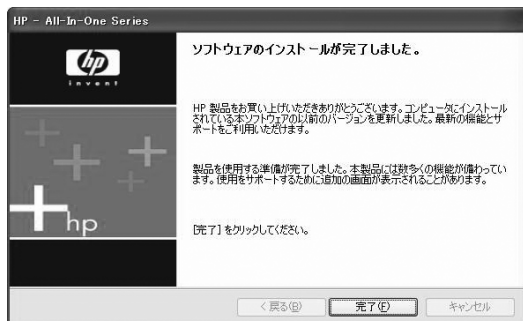 HP - All-In-One Series
hp
invent
ソフトウェアのインストールが完了しました。
HP 製品をお買い上げいただきありがとうございます。コンピュータにインストール
されている本ソフトウェアの以前のバージョンを更新しました。最新の機能とサ
ポートをご利用いただけます。
製品を使用する準備が完了しました。本製品には数多くの機能が備わってい
ます。使用をサポートするために追加の画面が表示されることがあります。
hp
[完了] をクリックしてください。
< 戻る(B)
完了(F)
キャンセル